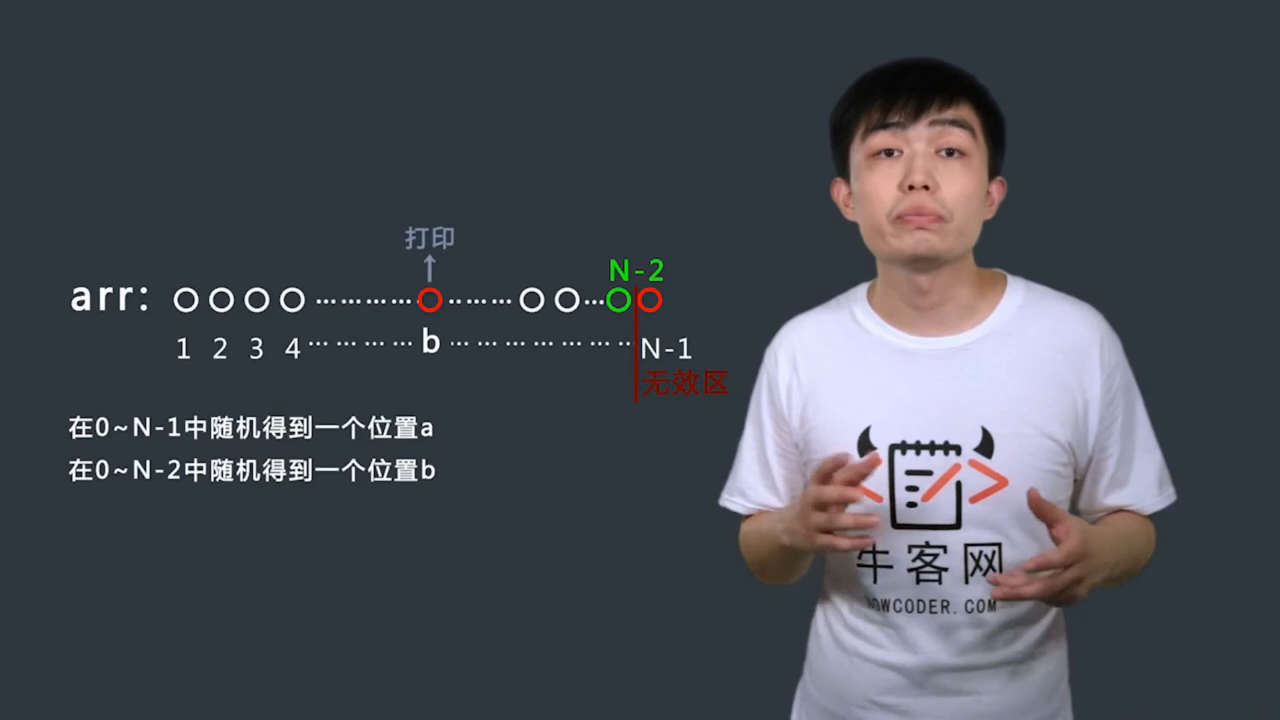 打印
N-2
arr:
1 2 3 4 ... b ... N-1
无效区
在0~N-1中随机得到一个位置a
在0~N-2中随机得到一个位置b
牛客网
NOWCODER.COM